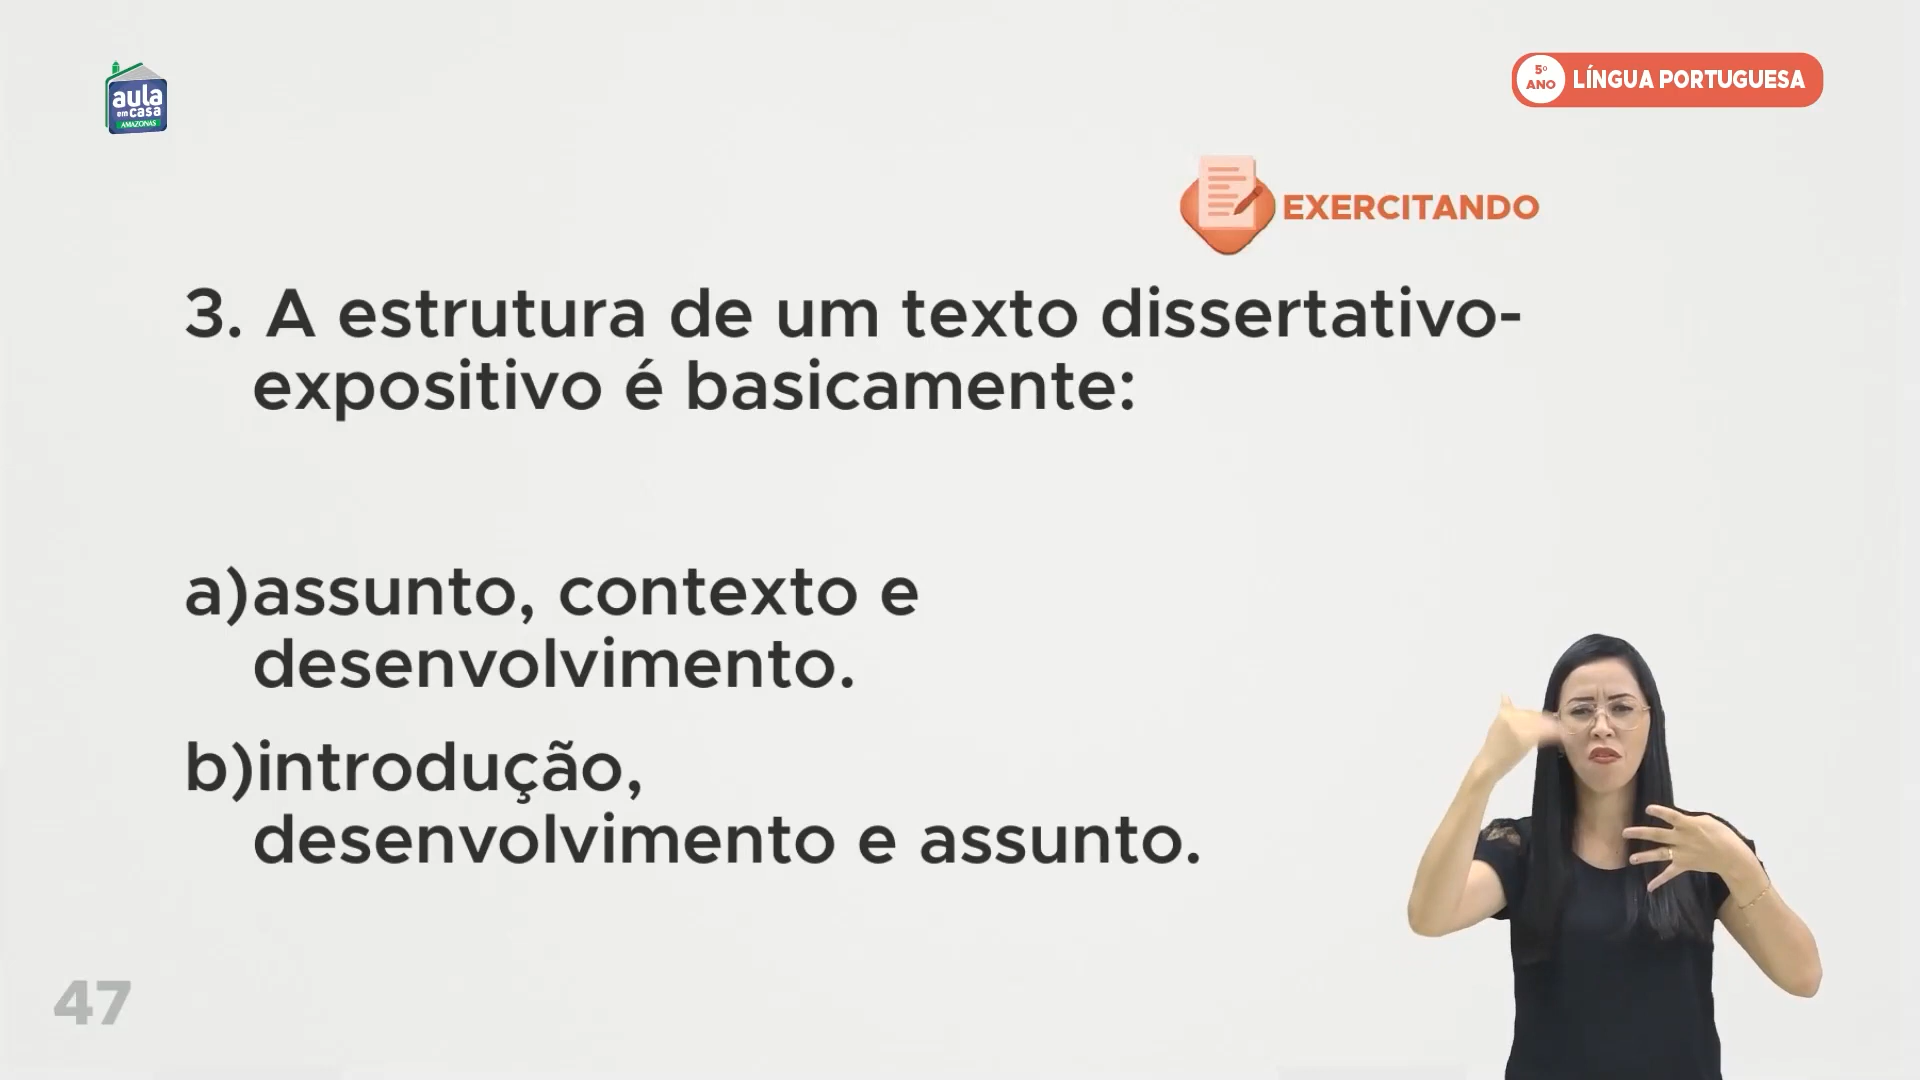 aula
em casa
AMAZONAS
5º
ANO
LÍNGUA PORTUGUESA
EXERCITANDO
3. A estrutura de um texto dissertativo-
expositivo é basicamente:
a)assunto, contexto e
desenvolvimento.
b)introdução,
desenvolvimento e assunto.
47